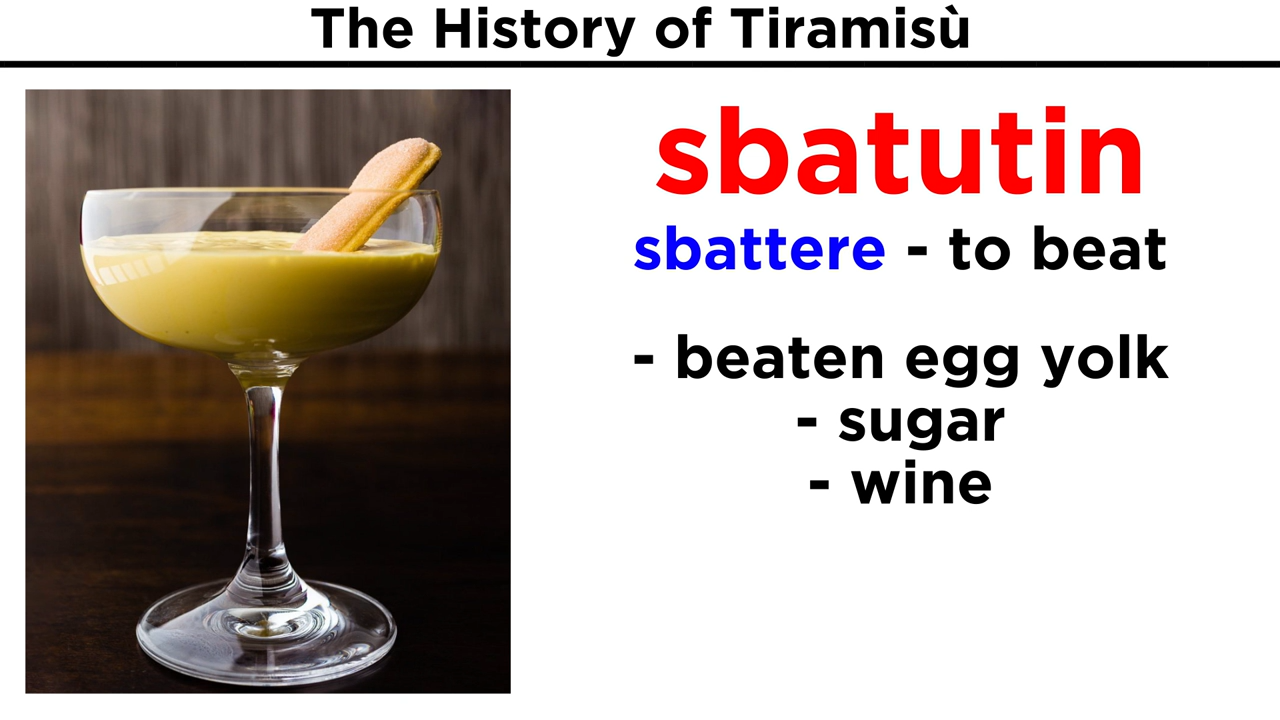 The History of Tiramisù
sbatutin
sbattere - to beat
- beaten egg yolk
- sugar
- wine